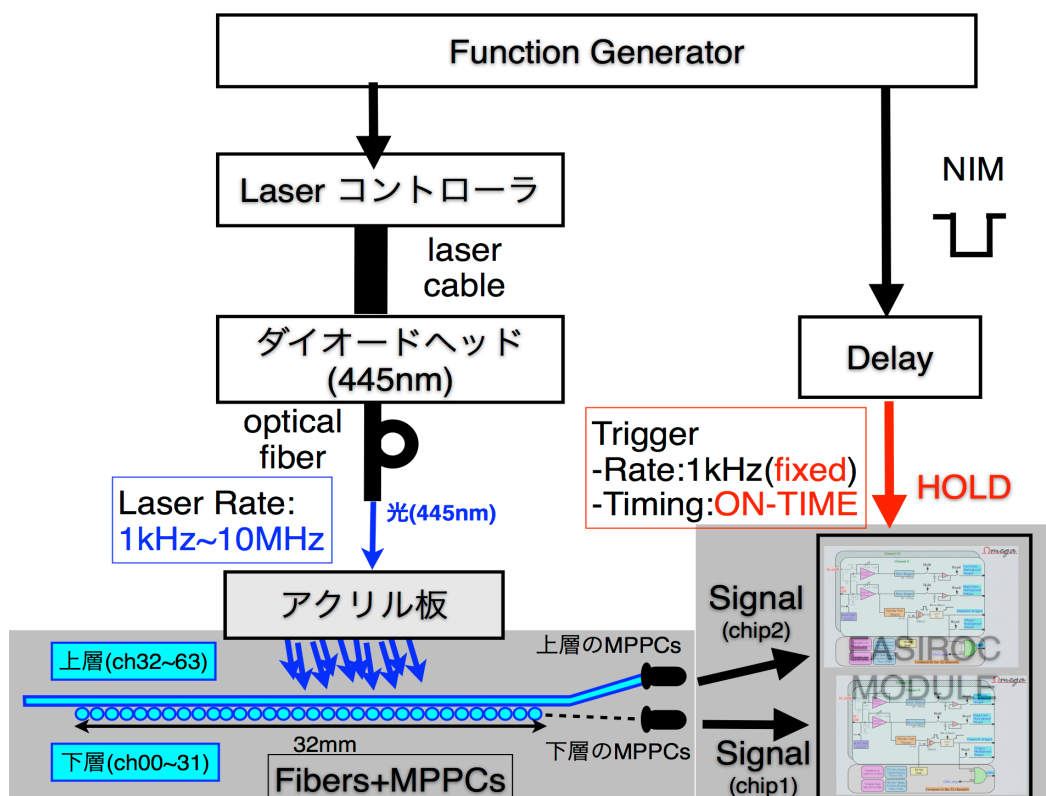 Function Generator
Laser コントローラ
NIM
laser
cable
ダイオードヘッド
(445nm)
Delay
optical
fiber
Trigger
-Rate:1kHz(fixed)
-Timing:ON-TIME
HOLD
Laser Rate:
1kHz~10MHz
光(445nm)
アクリル板
Signal
(chip2)
上層のMPPCs
上層(ch32~63)
EASIROC
MODULE
Omega
Omega
32mm
下層のMPPCs
下層(ch00~31)
Fibers+MPPCs
Signal
(chip1)